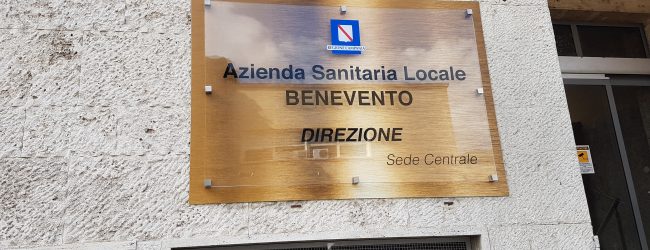 Azienda Sanitaria Locale
BENEVENTO
DIREZIONE
Sede Centrale